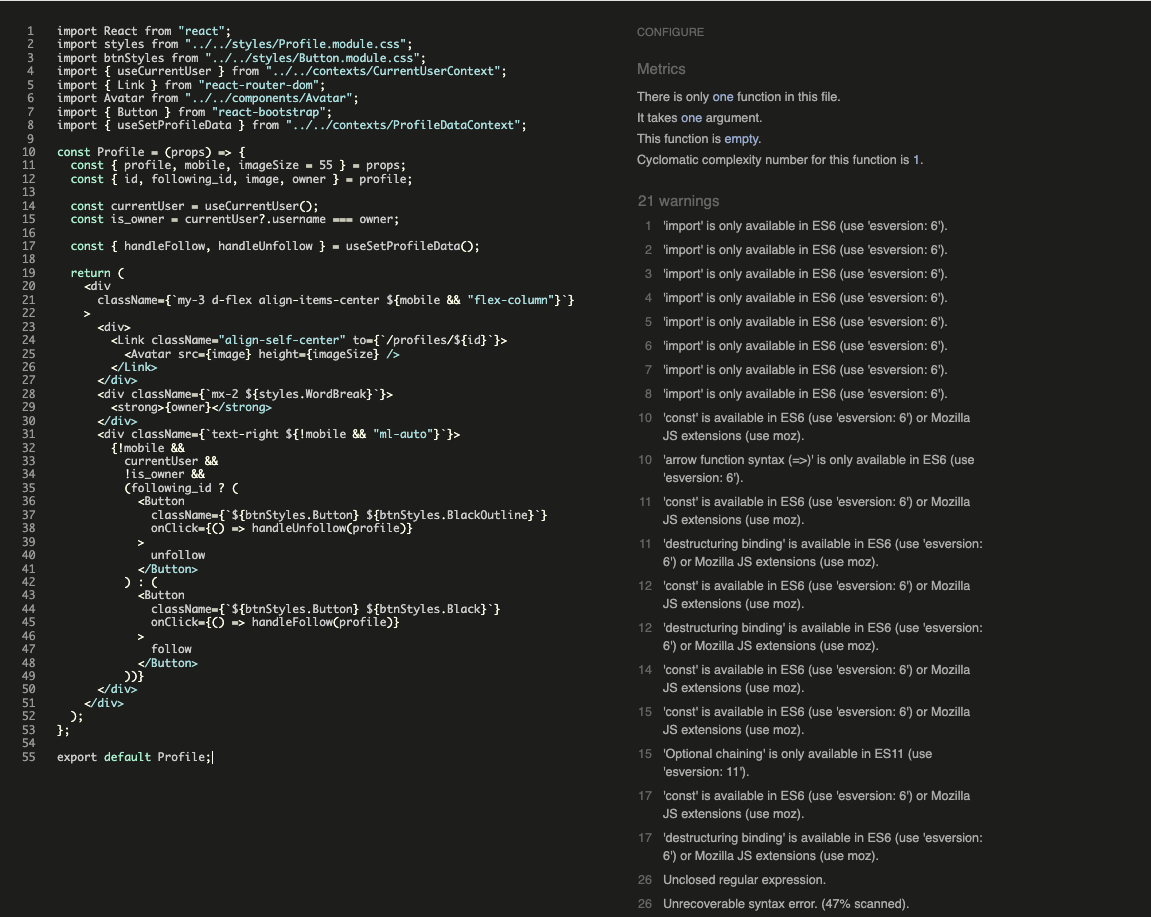 1 import React from "react";
2 import styles from "../../styles/Profile.module.css";
3 import btnStyles from "../../styles/Button.module.css";
4 import { useCurrentUser } from "../../contexts/CurrentUserContext";
5 import { Link } from "react-router-dom";
6 import Avatar from "../../components/Avatar";
7 import { Button } from "react-bootstrap";
8 import { useSetProfileData } from "../../contexts/ProfileDataContext";
9
10 const Profile = (props) => {
11   const { profile, mobile, imageSize = 55 } = props;
12   const { id, following_id, image, owner } = profile;
13
14   const currentUser = useCurrentUser();
15   const is_owner = currentUser?.username === owner;
16
17   const { handleFollow, handleUnfollow } = useSetProfileData();
18
19   return (
20     <div
21       className={`my-3 d-flex align-items-center ${mobile && "flex-column"}`}
22     >
23       <div>
24         <Link className="align-self-center" to={`/profiles/${id}`}>
25           <Avatar src={image} height={imageSize} />
26         </Link>
27       </div>
28       <div className={`mx-2 ${styles.WordBreak}`}>
29         <strong>{owner}</strong>
30       </div>
31       <div className={`text-right ${!mobile && "ml-auto"}`}>
32         {!mobile &&
33           currentUser &&
34           !is_owner &&
35           (following_id ? (
36             <Button
37               className={`${btnStyles.Button} ${btnStyles.BlackOutline}`}
38               onClick={() => handleUnfollow(profile)}
39             >
40               unfollow
41             </Button>
42           ) : (
43             <Button
44               className={`${btnStyles.Button} ${btnStyles.Black}`}
45               onClick={() => handleFollow(profile)}
46             >
47               follow
48             </Button>
49           ))}
50       </div>
51     </div>
52   );
53 };
54
55 export default Profile;
CONFIGURE
Metrics
There is only one function in this file.
It takes one argument.
This function is empty.
Cyclomatic complexity number for this function is 1.
21 warnings
1 'import' is only available in ES6 (use 'esversion: 6').
2 'import' is only available in ES6 (use 'esversion: 6').
3 'import' is only available in ES6 (use 'esversion: 6').
4 'import' is only available in ES6 (use 'esversion: 6').
5 'import' is only available in ES6 (use 'esversion: 6').
6 'import' is only available in ES6 (use 'esversion: 6').
7 'import' is only available in ES6 (use 'esversion: 6').
8 'import' is only available in ES6 (use 'esversion: 6').
10 'const' is available in ES6 (use 'esversion: 6') or Mozilla
JS extensions (use moz).
10 'arrow function syntax (=>)' is only available in ES6 (use
'esversion: 6').
11 'const' is available in ES6 (use 'esversion: 6') or Mozilla
JS extensions (use moz).
11 'destructuring binding' is available in ES6 (use 'esversion:
6') or Mozilla JS extensions (use moz).
12 'const' is available in ES6 (use 'esversion: 6') or Mozilla
JS extensions (use moz).
12 'destructuring binding' is available in ES6 (use 'esversion:
6') or Mozilla JS extensions (use moz).
14 'const' is available in ES6 (use 'esversion: 6') or Mozilla
JS extensions (use moz).
15 'const' is available in ES6 (use 'esversion: 6') or Mozilla
JS extensions (use moz).
15 'Optional chaining' is only available in ES11 (use
'esversion: 11').
17 'const' is available in ES6 (use 'esversion: 6') or Mozilla
JS extensions (use moz).
17 'destructuring binding' is available in ES6 (use 'esversion:
6') or Mozilla JS extensions (use moz).
26 Unclosed regular expression.
26 Unrecoverable syntax error. (47% scanned).